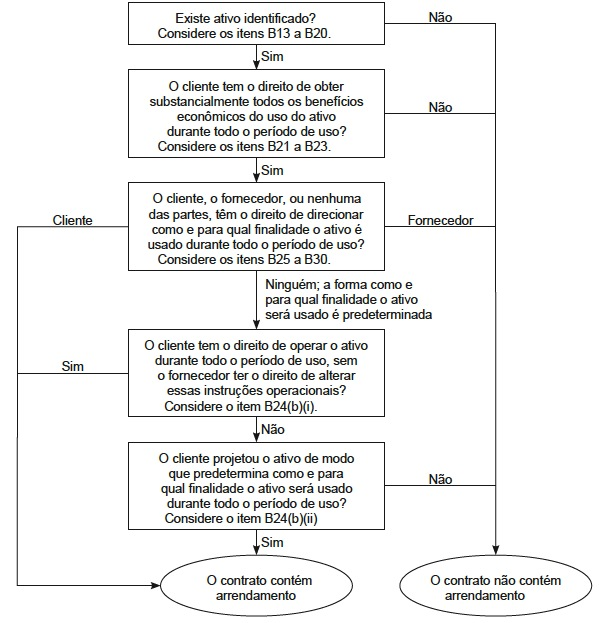 Existe ativo identificado?
Considere os itens B13 a B20.
Não
Sim
O cliente tem o direito de obter
substancialmente todos os benefícios
econômicos do uso do ativo
durante todo o período de uso?
Considere os itens B21 a B23.
Não
Sim
O cliente, o fornecedor, ou nenhuma
das partes, têm o direito de direcionar
como e para qual finalidade o ativo é
usado durante todo o período de uso?
Considere os itens B25 a B30.
Cliente
Fornecedor
Ninguém; a forma como e
para qual finalidade o ativo
será usado é predeterminada
O cliente tem o direito de operar o ativo
durante todo o período de uso, sem
o fornecedor ter o direito de alterar
essas instruções operacionais?
Considere o item B24(b)(i).
Sim
Não
O cliente projetou o ativo de modo
que predetermina como e para
qual finalidade o ativo será usado
durante todo o período de uso?
Considere o item B24(b)(ii)
Não
Sim
O contrato contém
arrendamento
O contrato não contém
arrendamento